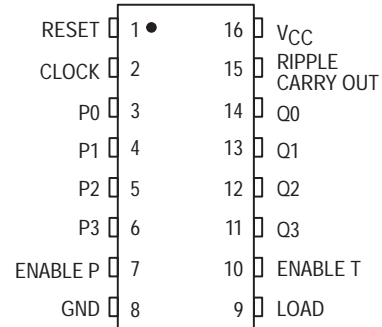 RESET 1 16 VCC
CLOCK 2 15 RIPPLE CARRY OUT
P0 3 14 Q0
P1 4 13 Q1
P2 5 12 Q2
P3 6 11 Q3
ENABLE P 7 10 ENABLE T
GND 8 9 LOAD